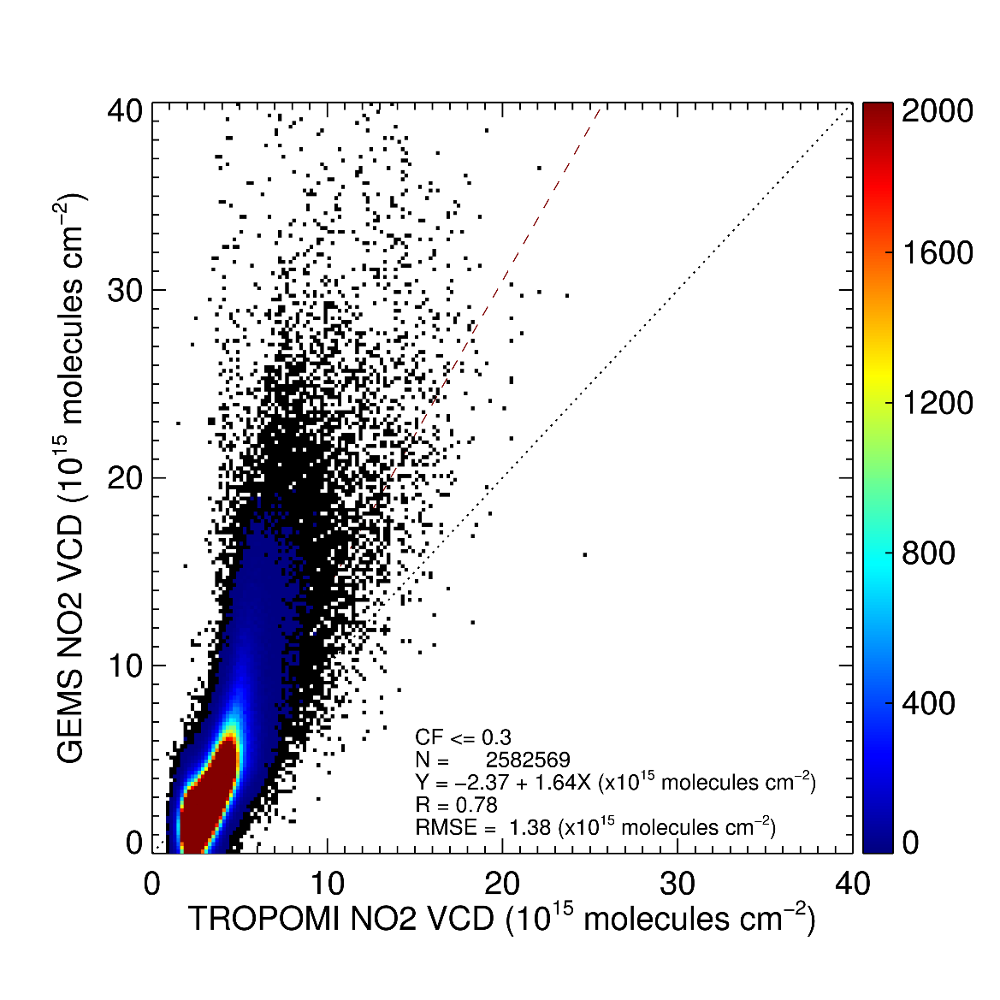 40
30
20
10
0
GEMS NO2 VCD (10¹⁵ molecules cm⁻²)
CF <= 0.3
N = 2582569
Y = −2.37 + 1.64X (x10¹⁵ molecules cm⁻²)
R = 0.78
RMSE = 1.38 (x10¹⁵ molecules cm⁻²)
0 10 20 30 40
TROPOMI NO2 VCD (10¹⁵ molecules cm⁻²)
2000
1600
1200
800
400
0